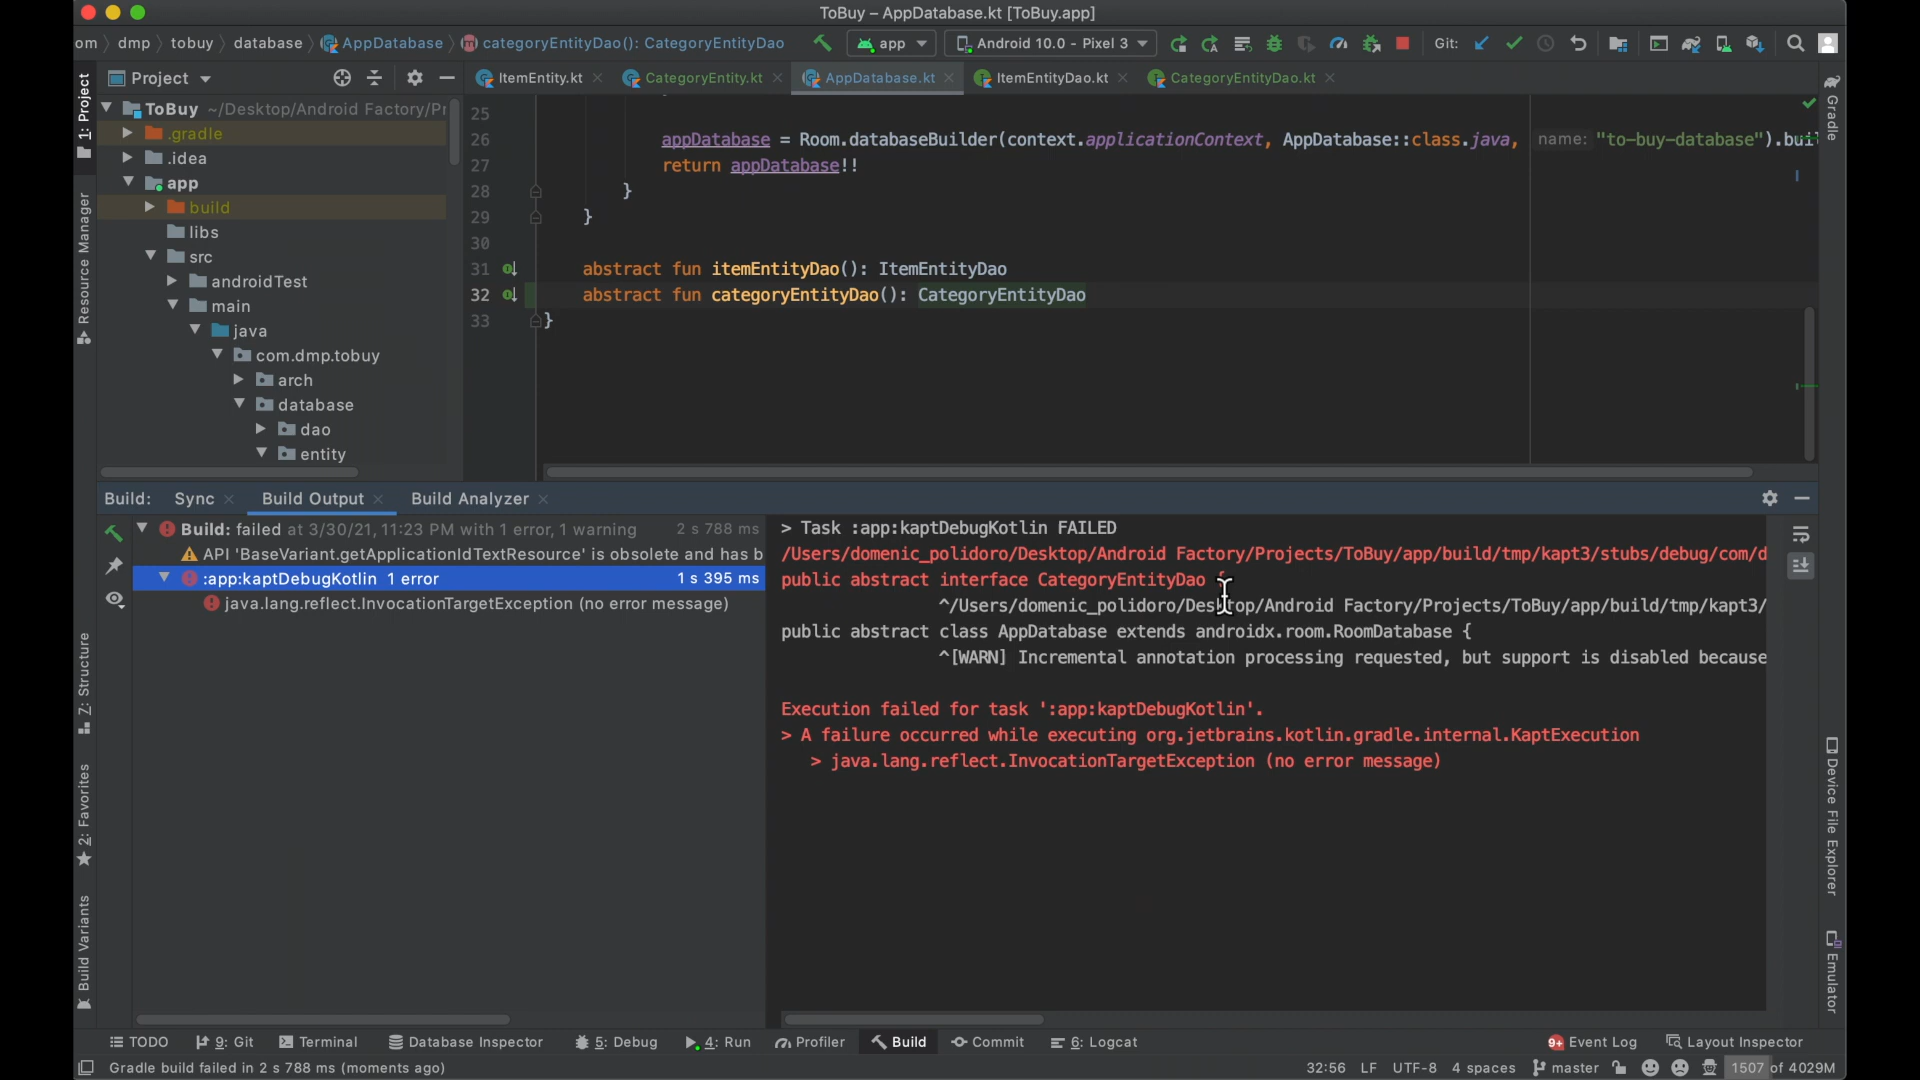 ToBuy – AppDatabase.kt [ToBuy.app]
om dmp tobuy database AppDatabase categoryEntityDao(): CategoryEntityDao
app
Android 10.0 - Pixel 3
Git:
1: Project
Resource Manager
7: Structure
2: Favorites
Build Variants
Project
ToBuy ~/Desktop/Android Factory/Pr
.gradle
.idea
app
build
libs
src
androidTest
main
java
com.dmp.tobuy
arch
database
dao
entity
ItemEntity.kt
CategoryEntity.kt
AppDatabase.kt
ItemEntityDao.kt
CategoryEntityDao.kt
25
26 appDatabase = Room.databaseBuilder(context.applicationContext, AppDatabase::class.java, name: "to-buy-database").bui
27 return appDatabase!!
28 }
29 }
30
31 abstract fun itemEntityDao(): ItemEntityDao
32 abstract fun categoryEntityDao(): CategoryEntityDao
33 }
Gradle
Device File Explorer
Emulator
Build: Sync Build Output Build Analyzer
Build: failed at 3/30/21, 11:23 PM with 1 error, 1 warning 2 s 788 ms
API 'BaseVariant.getApplicationIdTextResource' is obsolete and has b
:app:kaptDebugKotlin 1 error 1 s 395 ms
java.lang.reflect.InvocationTargetException (no error message)
> Task :app:kaptDebugKotlin FAILED
/Users/domenic_polidoro/Desktop/Android Factory/Projects/ToBuy/app/build/tmp/kapt3/stubs/debug/com/d
public abstract interface CategoryEntityDao {
^/Users/domenic_polidoro/Desktop/Android Factory/Projects/ToBuy/app/build/tmp/kapt3/
public abstract class AppDatabase extends androidx.room.RoomDatabase {
^[WARN] Incremental annotation processing requested, but support is disabled because
Execution failed for task ':app:kaptDebugKotlin'.
> A failure occurred while executing org.jetbrains.kotlin.gradle.internal.KaptExecution
> java.lang.reflect.InvocationTargetException (no error message)
TODO 9: Git Terminal Database Inspector 5: Debug 4: Run Profiler Build Commit 6: Logcat 9+ Event Log Layout Inspector
Gradle build failed in 2 s 788 ms (moments ago) 32:56 LF UTF-8 4 spaces master 1507 of 4029M